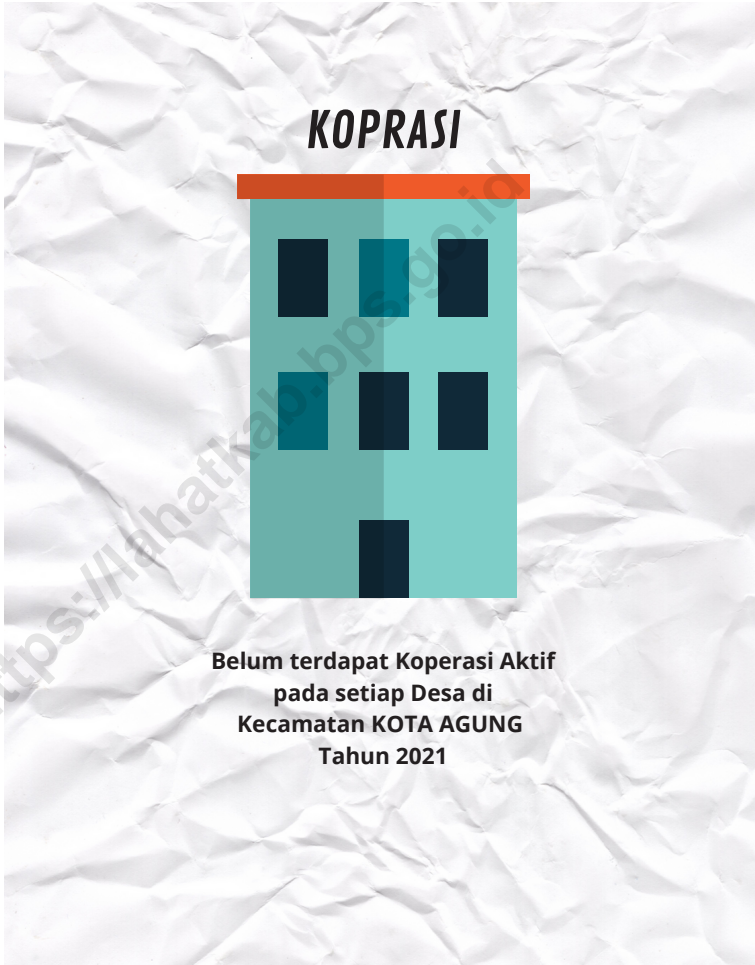 KOPRASI
https://lahatkab.bps.go.id
Belum terdapat Koperasi Aktif
pada setiap Desa di
Kecamatan KOTA AGUNG
Tahun 2021